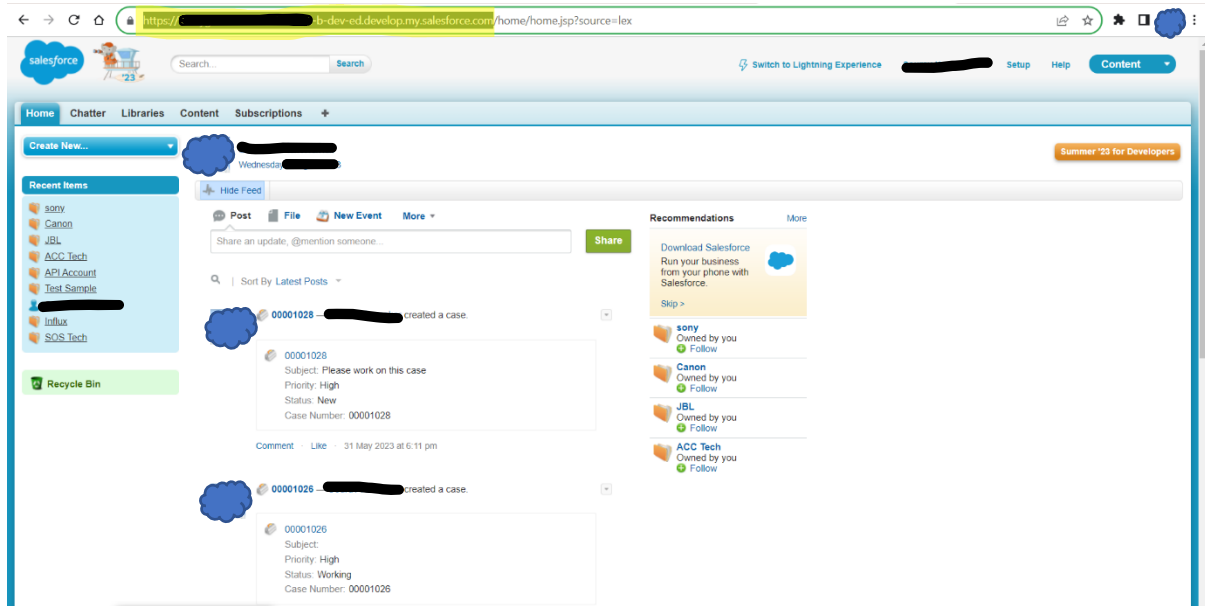 https:// b-dev-ed.develop.my.salesforce.com/home/home.jsp?source=lex
salesforce
'23
Search...
Search
Switch to Lightning Experience
Setup
Help
Content
Home
Chatter
Libraries
Content
Subscriptions
+
Create New...
Wednesday
Summer '23 for Developers
Recent Items
sony
Canon
JBL
ACC Tech
API Account
Test Sample
Influx
SOS Tech
Recycle Bin
Hide Feed
Post
File
New Event
More
Share an update, @mention someone...
Share
Sort By Latest Posts
00001028 — created a case.
00001028
Subject: Please work on this case
Priority: High
Status: New
Case Number: 00001028
Comment · Like · 31 May 2023 at 6:11 pm
00001026 — created a case.
00001026
Subject:
Priority: High
Status: Working
Case Number: 00001026
Recommendations
More
Download Salesforce
Run your business
from your phone with
Salesforce.
Skip >
sony
Owned by you
Follow
Canon
Owned by you
Follow
JBL
Owned by you
Follow
ACC Tech
Owned by you
Follow